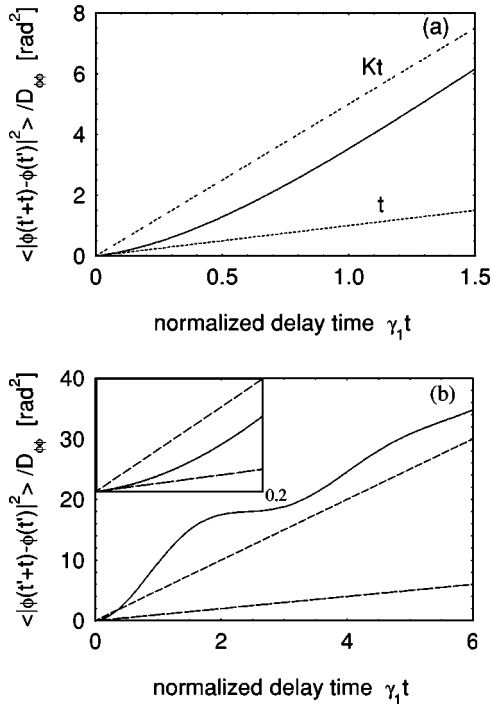 (a)
<|ϕ(t'+t)-ϕ(t')|²> /D_ϕϕ [rad²]
8
6
4
2
0
Kt
t
0
0.5
1.0
1.5
normalized delay time γ₁t
(b)
<|ϕ(t'+t)-ϕ(t')|²> /D_ϕϕ [rad²]
40
30
20
10
0
0.2
0
2
4
6
normalized delay time γ₁t